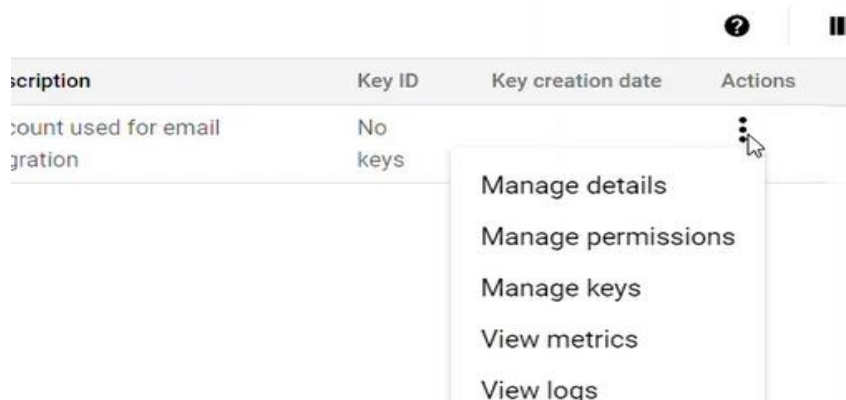 scription Key ID Key creation date Actions
count used for email No
gration keys
Manage details
Manage permissions
Manage keys
View metrics
View logs